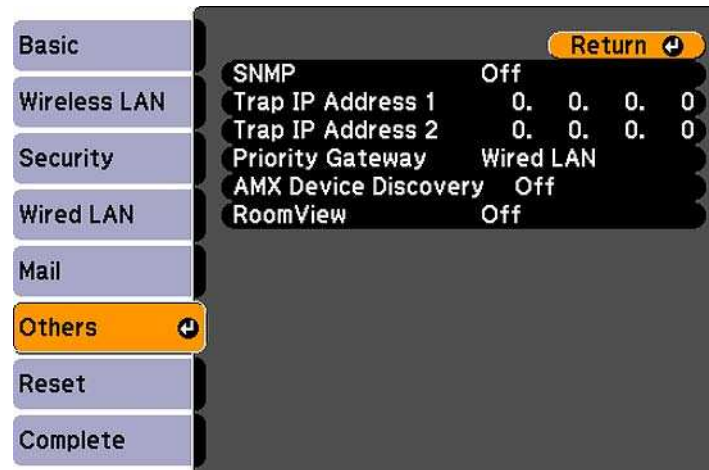 Basic
Wireless LAN
Security
Wired LAN
Mail
Others
Reset
Complete
Return
SNMP Off
Trap IP Address 1 0. 0. 0. 0
Trap IP Address 2 0. 0. 0. 0
Priority Gateway Wired LAN
AMX Device Discovery Off
RoomView Off